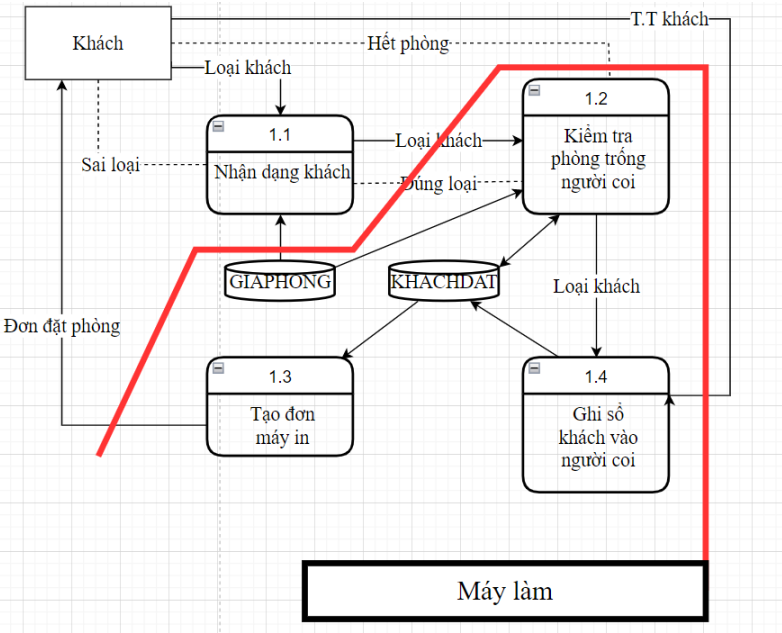 T.T khách
Khách
Hết phòng
Loại khách
1.2
1.1
Kiểm tra
phòng trống
người coi
Loại khách
Sai loại
Nhận dạng khách
Đúng loại
GIAPHONG
KHACHDAT
Loại khách
Đơn đặt phòng
1.3
1.4
Tạo đơn
máy in
Ghi sổ
khách vào
người coi
Máy làm